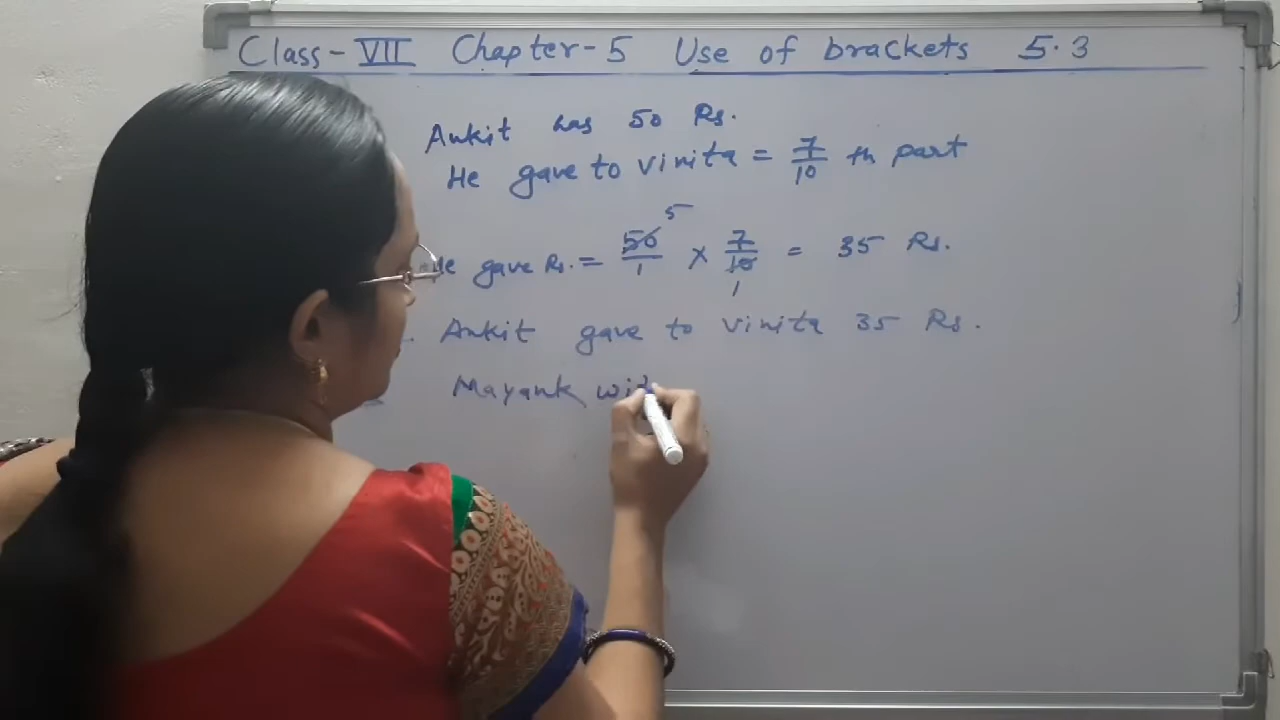 Class-VII Chapter-5 Use of brackets 5.3
Ankit has 50 Rs.
He gave to vinita = 7/10 th part
He gave Rs. = 50/1 5 × 7/10 1 = 35 Rs.
Ankit gave to vinita 35 Rs.
Mayank